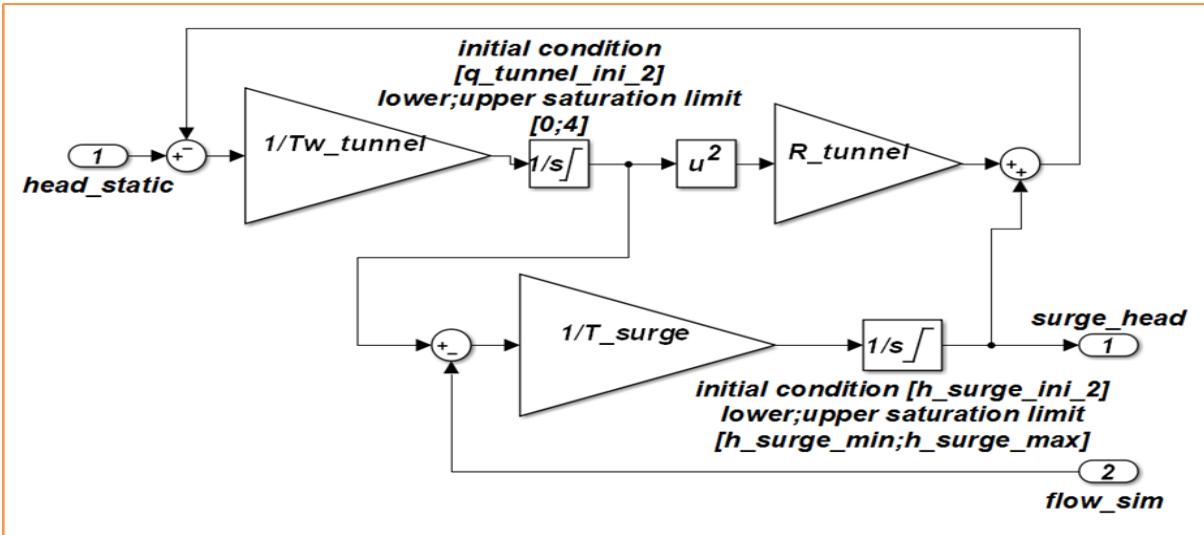 initial condition
[q_tunnel_ini_2]
lower;upper saturation limit
[0;4]
1
head_static
+ -
1/Tw_tunnel
1/s
u²
R_tunnel
+ +
+ -
1/T_surge
1/s
surge_head
1
initial condition [h_surge_ini_2]
lower;upper saturation limit
[h_surge_min;h_surge_max]
2
flow_sim